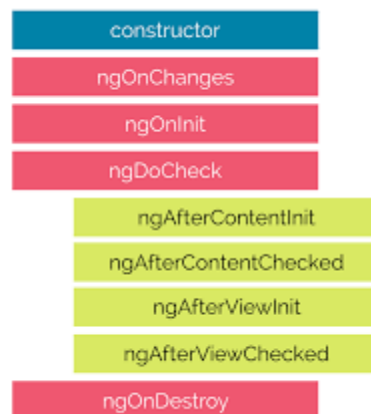 constructor
ngOnChanges
ngOnInit
ngDoCheck
ngAfterContentInit
ngAfterContentChecked
ngAfterViewInit
ngAfterViewChecked
ngOnDestroy